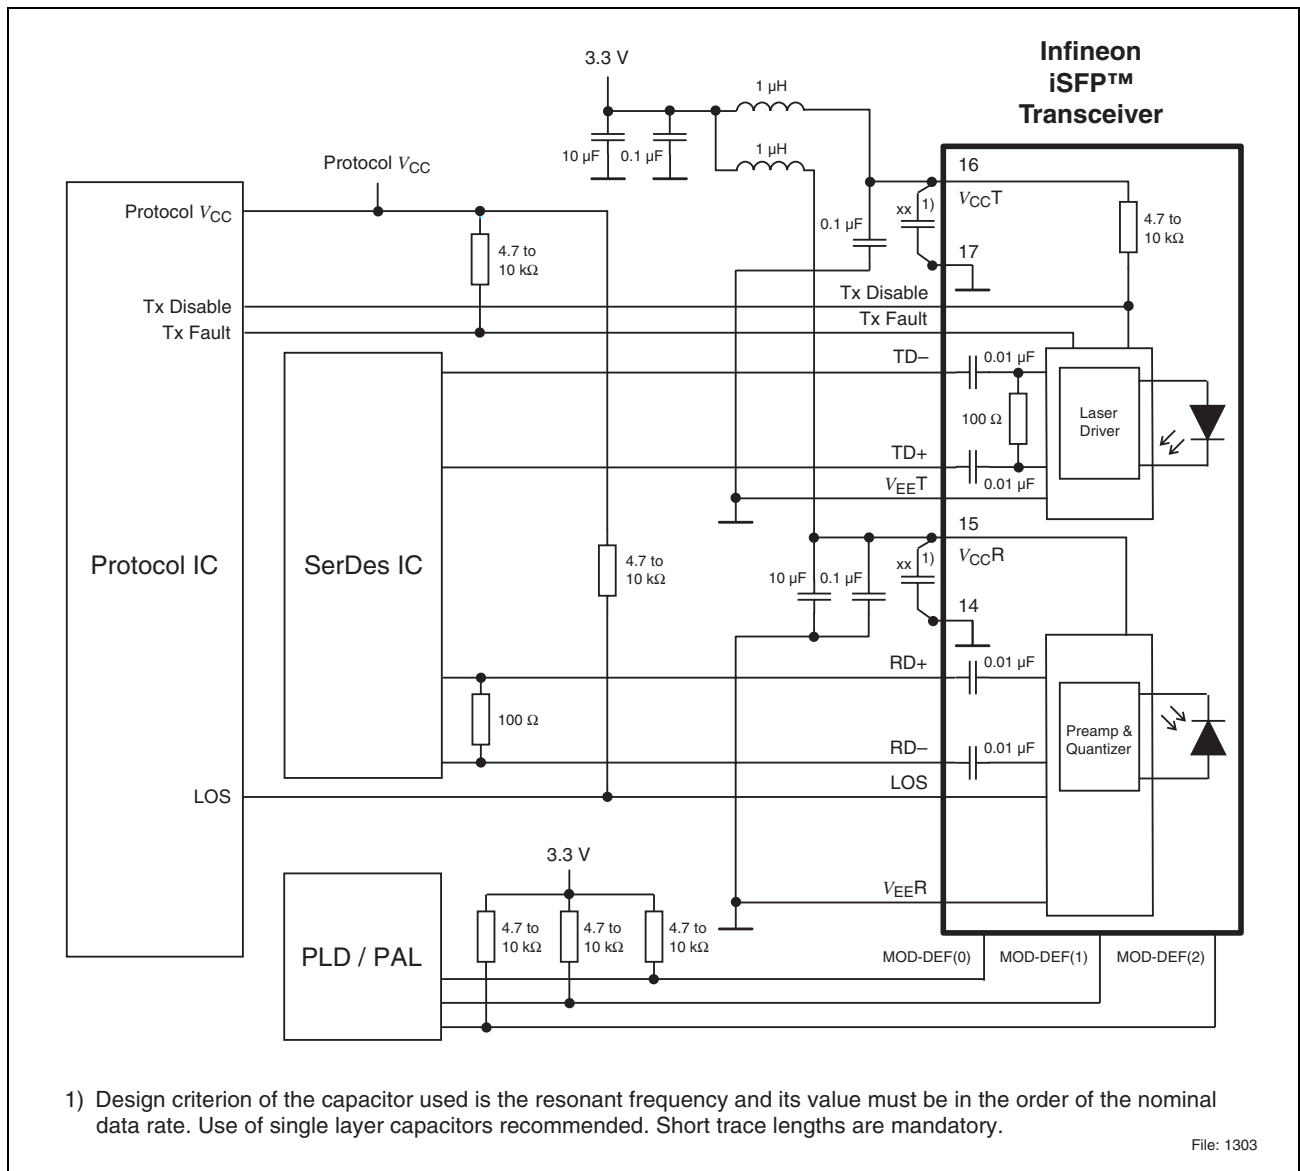 Infineon
iSFP™
Transceiver
3.3 V
1 µH
10 µF
0.1 µF
1 µH
Protocol VCC
16
VCCT
xx
1)
4.7 to
10 kΩ
Protocol VCC
4.7 to
10 kΩ
0.1 µF
17
Tx Disable
Tx Disable
Tx Fault
Tx Fault
TD–
0.01 µF
100 Ω
Laser
Driver
TD+
0.01 µF
VEET
15
VCCR
xx
1)
Protocol IC
SerDes IC
4.7 to
10 kΩ
10 µF
0.1 µF
14
RD+
0.01 µF
100 Ω
Preamp &
Quantizer
RD–
0.01 µF
LOS
LOS
3.3 V
VEER
PLD / PAL
4.7 to
10 kΩ
4.7 to
10 kΩ
4.7 to
10 kΩ
MOD-DEF(0)
MOD-DEF(1)
MOD-DEF(2)
1) Design criterion of the capacitor used is the resonant frequency and its value must be in the order of the nominal
data rate. Use of single layer capacitors recommended. Short trace lengths are mandatory.
File: 1303